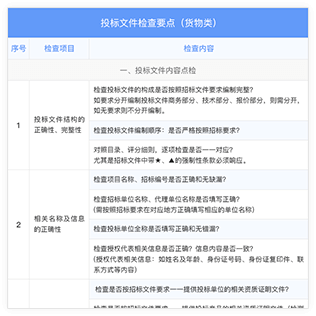 投标文件检查要点（货物类）
序号 检查项目 检查内容
一、投标文件内容点检
1
投标文件结构的
正确性、完整性
检查投标文件的构成是否按照招标文件要求编制完整？
如要求分开编制投标文件商务部分、技术部分、报价部分，则需分开，
如无要求则不分开编制。
检查投标文件编制顺序：是否严格按照招标要求？
对照目录、评分细则，逐项检查是否一一对应？
尤其是招标文件中带★、▲的强制性条款必须响应。
2
相关名称及信息
的正确性
检查项目名称、招标编号是否正确和无缺漏？
检查招标单位名称、代理单位名称是否填写正确？
(需按照招标要求在对应地方正确填写相应的单位名称)
检查投标单位全称是否填写正确和无错漏？
检查授权代表相关信息是否正确？信息内容是否一致？
(授权代表相关信息：如姓名及年龄、身份证号码、身份证复印件、联
系方式等内容)
检查是否按招标文件要求一一提供投标单位的相关资质证明文件？